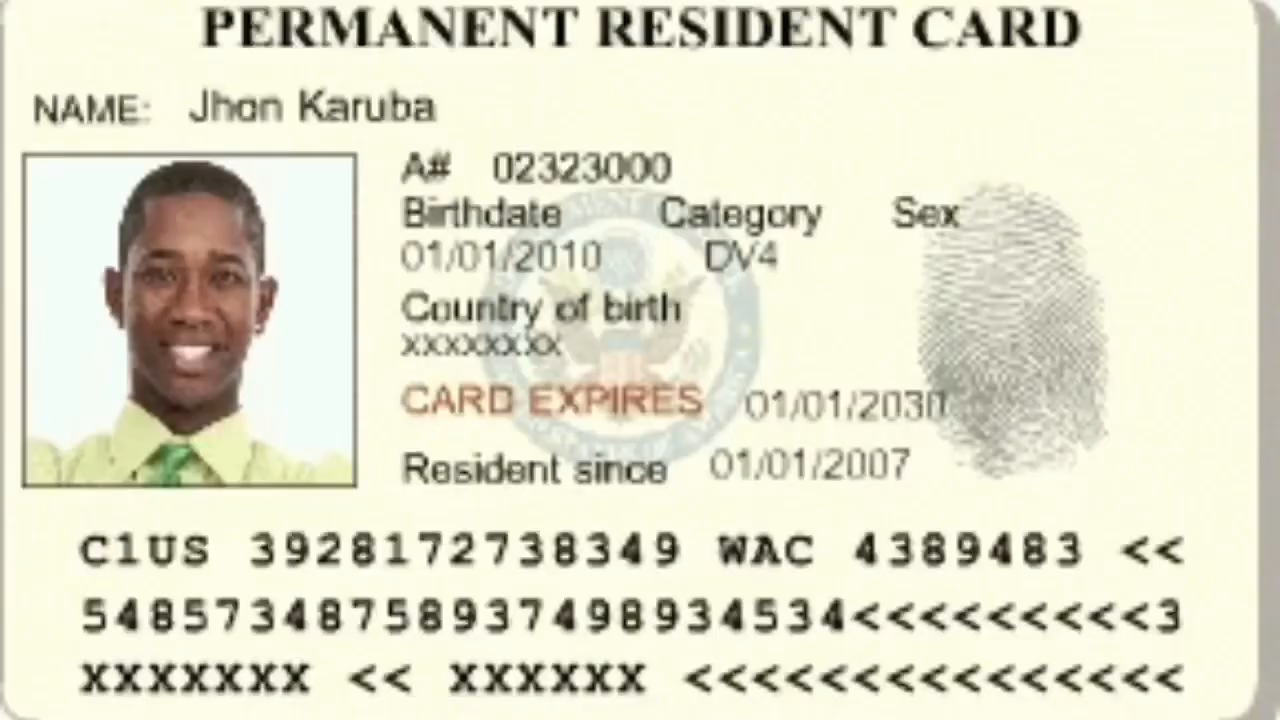 PERMANENT RESIDENT CARD
NAME: Jhon Karuba
A# 02323000
Birthdate Category Sex
01/01/2010 DV4
Country of birth
xxxxxxxx
CARD EXPIRES 01/01/2030
Resident since 01/01/2007
C1US 3928172738349 WAC 4389483 <<
54857348758937498934534<<<<<<<<<3
XXXXXXX << XXXXXX <<<<<<<<<<<<<<<